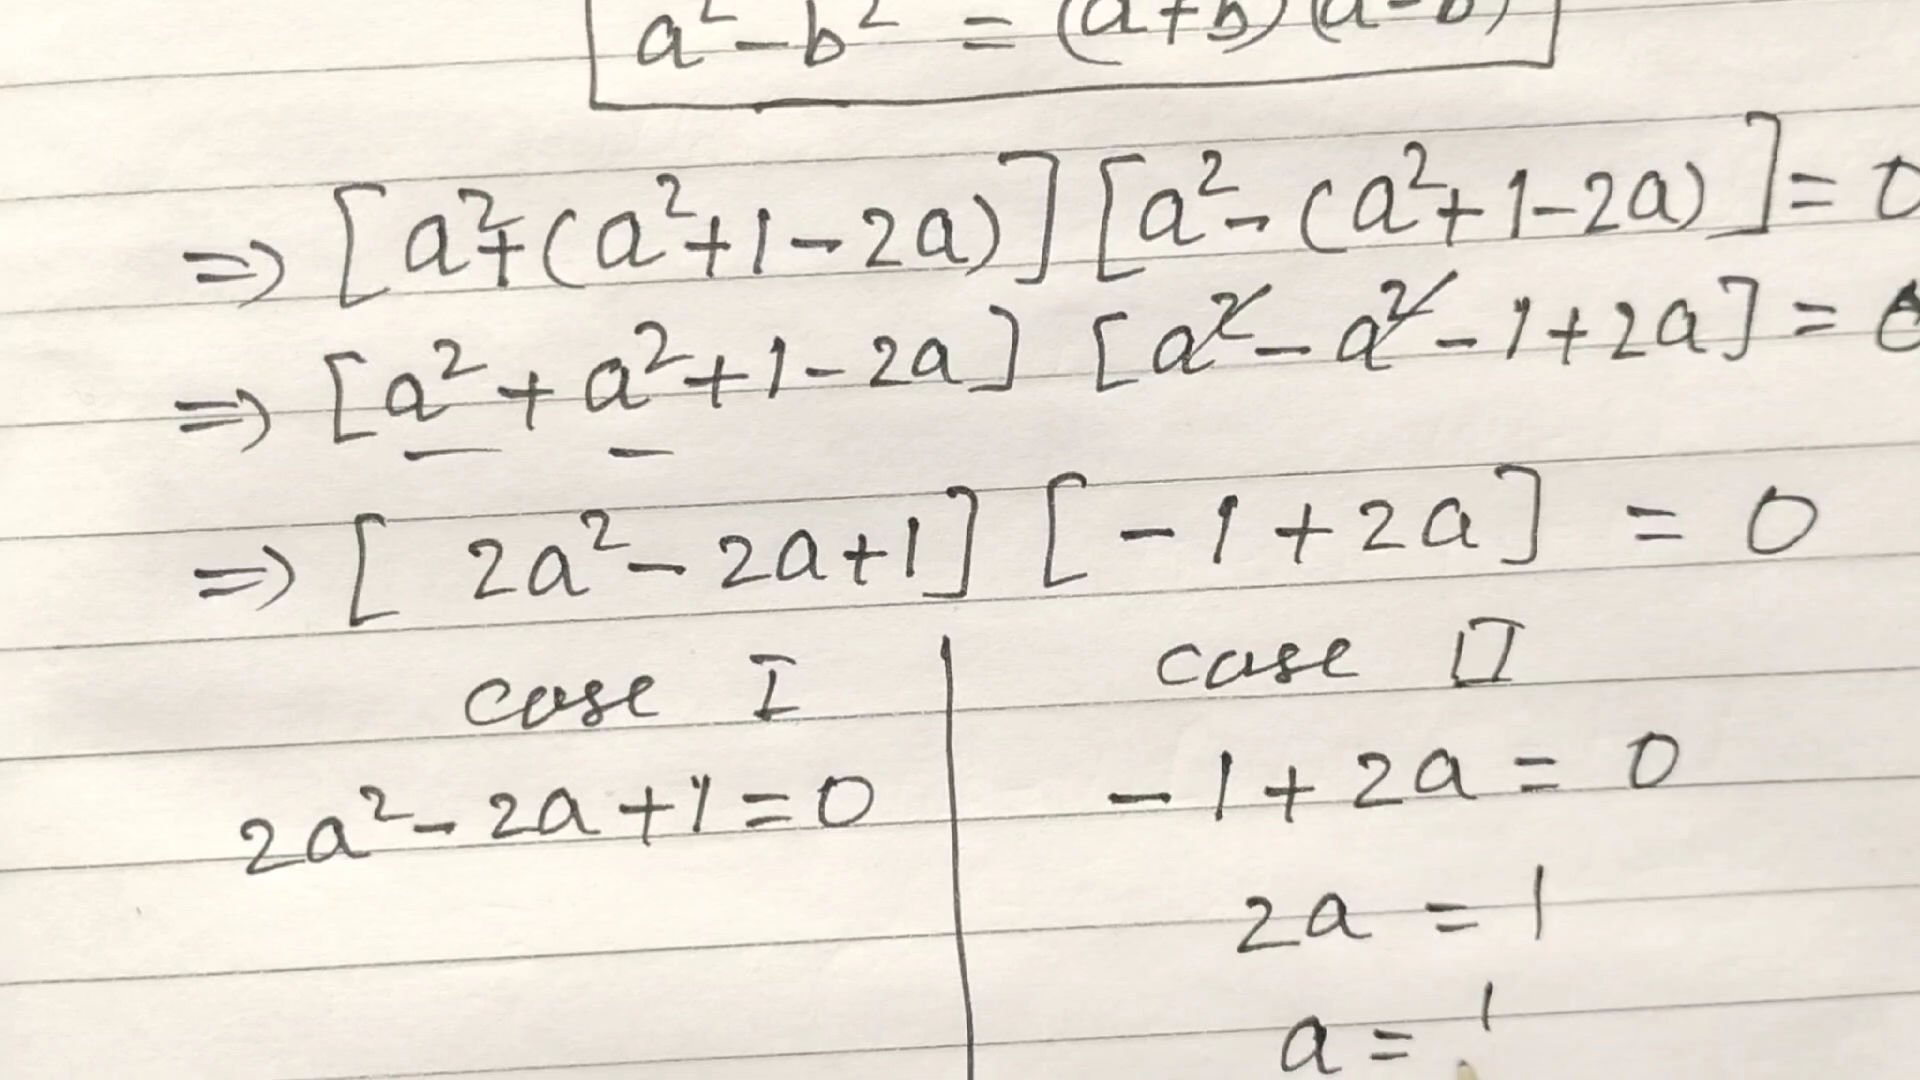 a² - b² = (a+b)(a-b)
=> [a²+(a²+1-2a)] [a²-(a²+1-2a)] = 0
=> [a²+a²+1-2a] [a²-a²-1+2a] = 0
=> [2a²-2a+1] [-1+2a] = 0
case I
2a²-2a+1=0
case II
-1+2a=0
2a=1
a=1